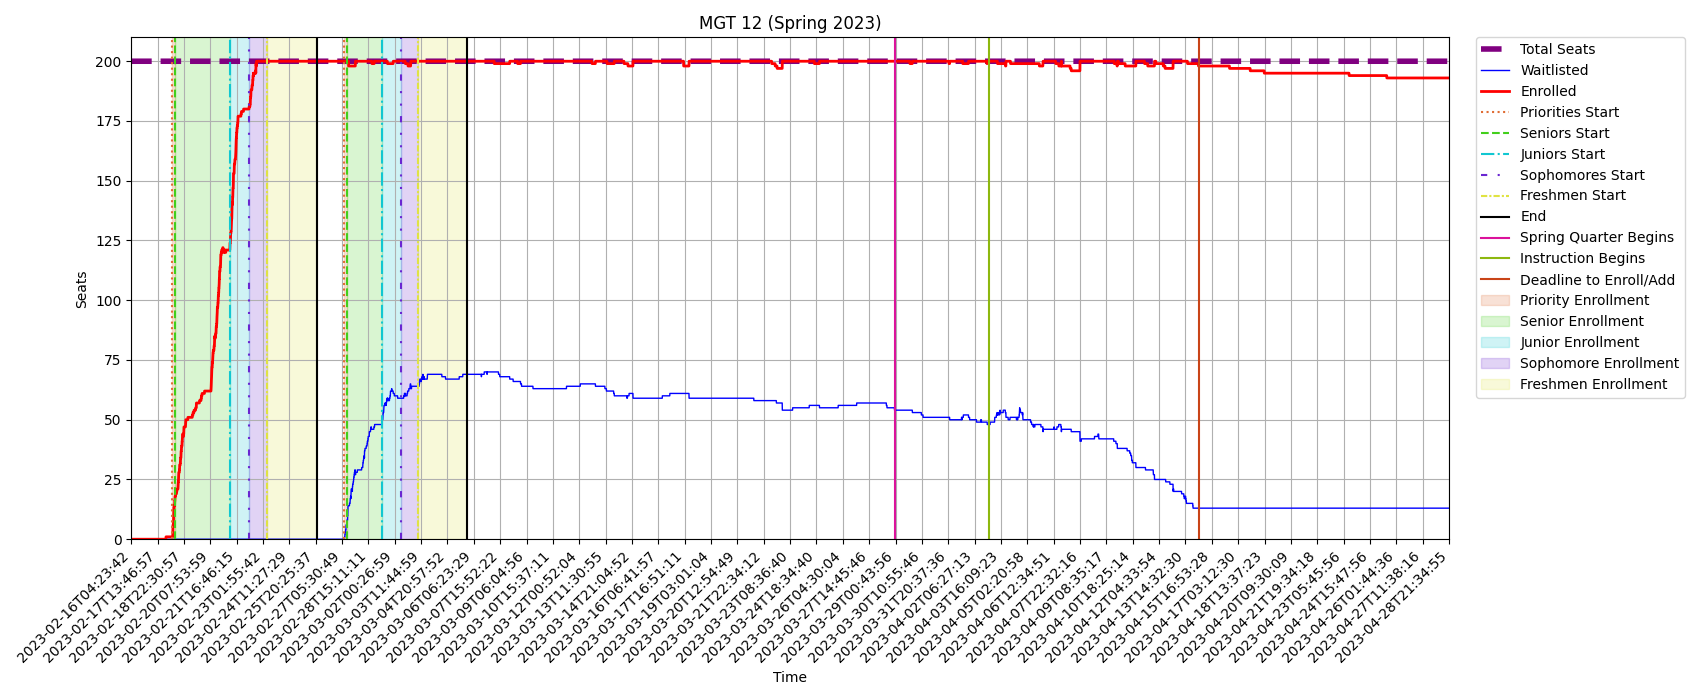 MGT 12 (Spring 2023)
Seats
200
175
150
125
100
75
50
25
0
2023-02-16T04:23:42
2023-02-17T13:46:57
2023-02-18T22:30:57
2023-02-20T07:53:59
2023-02-21T16:46:15
2023-02-23T01:55:42
2023-02-24T11:27:29
2023-02-25T20:25:37
2023-02-27T05:30:49
2023-02-28T15:11:11
2023-03-02T00:26:59
2023-03-03T11:44:59
2023-03-04T20:57:52
2023-03-06T06:23:29
2023-03-07T15:52:22
2023-03-09T06:04:56
2023-03-10T15:37:11
2023-03-12T00:52:04
2023-03-13T11:30:55
2023-03-14T21:04:52
2023-03-16T06:41:57
2023-03-17T16:51:11
2023-03-19T03:01:04
2023-03-20T12:54:49
2023-03-21T22:34:12
2023-03-23T08:36:40
2023-03-24T18:34:40
2023-03-26T04:30:04
2023-03-27T14:45:46
2023-03-29T00:43:56
2023-03-30T10:55:46
2023-03-31T20:37:36
2023-04-02T06:27:13
2023-04-03T16:09:23
2023-04-05T02:20:58
2023-04-06T12:34:51
2023-04-07T22:32:16
2023-04-09T08:35:17
2023-04-10T18:25:14
2023-04-12T04:33:54
2023-04-13T14:32:30
2023-04-15T16:53:28
2023-04-17T03:12:30
2023-04-18T13:37:23
2023-04-20T09:30:09
2023-04-21T19:34:18
2023-04-23T05:45:56
2023-04-24T15:47:56
2023-04-26T01:44:36
2023-04-27T11:38:16
2023-04-28T21:34:55
Time
Total Seats
Waitlisted
Enrolled
Priorities Start
Seniors Start
Juniors Start
Sophomores Start
Freshmen Start
End
Spring Quarter Begins
Instruction Begins
Deadline to Enroll/Add
Priority Enrollment
Senior Enrollment
Junior Enrollment
Sophomore Enrollment
Freshmen Enrollment